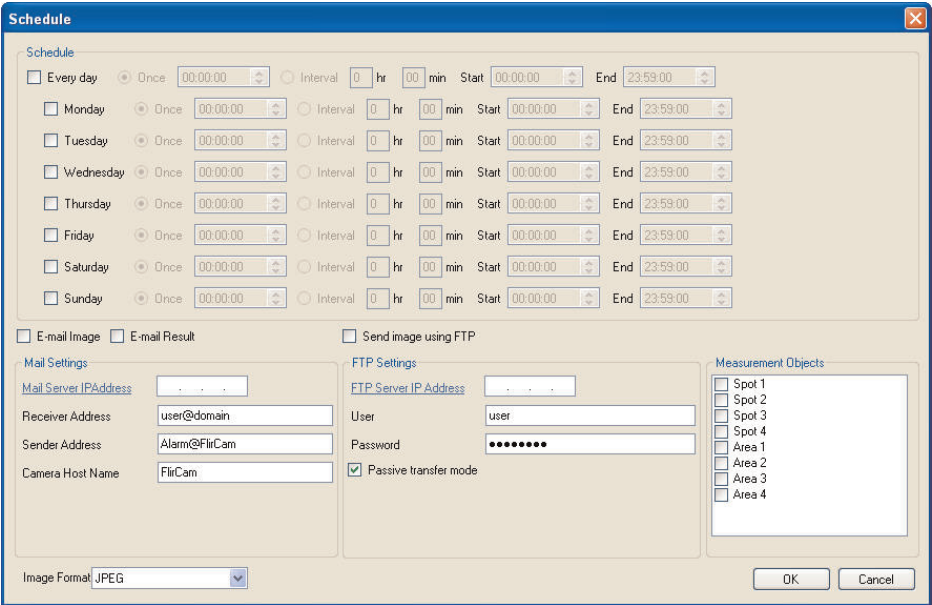 Schedule
Schedule
Every day Once 00:00:00 Interval 0 hr 00 min Start 00:00:00 End 23:59:00
Monday Once 00:00:00 Interval 0 hr 00 min Start 00:00:00 End 23:59:00
Tuesday Once 00:00:00 Interval 0 hr 00 min Start 00:00:00 End 23:59:00
Wednesday Once 00:00:00 Interval 0 hr 00 min Start 00:00:00 End 23:59:00
Thursday Once 00:00:00 Interval 0 hr 00 min Start 00:00:00 End 23:59:00
Friday Once 00:00:00 Interval 0 hr 00 min Start 00:00:00 End 23:59:00
Saturday Once 00:00:00 Interval 0 hr 00 min Start 00:00:00 End 23:59:00
Sunday Once 00:00:00 Interval 0 hr 00 min Start 00:00:00 End 23:59:00
E-mail Image E-mail Result Send image using FTP
Mail Settings
Mail Server IPAddress . . .
Receiver Address user@domain
Sender Address Alarm@FlirCam
Camera Host Name FlirCam
FTP Settings
FTP Server IP Address . . .
User user
Password ●●●●●●●●
Passive transfer mode
Measurement Objects
Spot 1
Spot 2
Spot 3
Spot 4
Area 1
Area 2
Area 3
Area 4
Image Format JPEG
OK Cancel